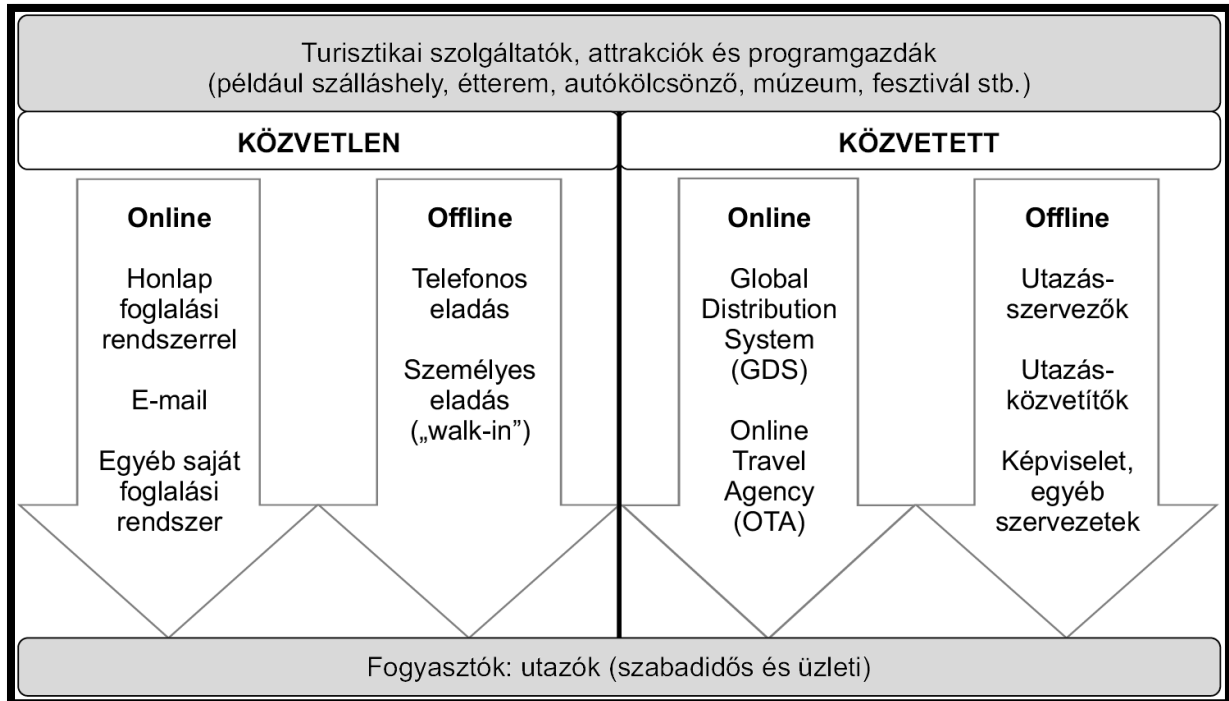 Turisztikai szolgáltatók, attrakciók és programgazdák
(például szálláshely, étterem, autókölcsönző, múzeum, fesztivál stb.)
KÖZVETLEN
KÖZVETETT
Online
Honlap
foglalási
rendszerrel
E-mail
Egyéb saját
foglalási
rendszer
Offline
Telefonos
eladás
Személyes
eladás
(„walk-in”)
Online
Global
Distribution
System
(GDS)
Online
Travel
Agency
(OTA)
Offline
Utazás-
szervezők
Utazás-
közvetítők
Képviselet,
egyéb
szervezetek
Fogyasztók: utazók (szabadidős és üzleti)